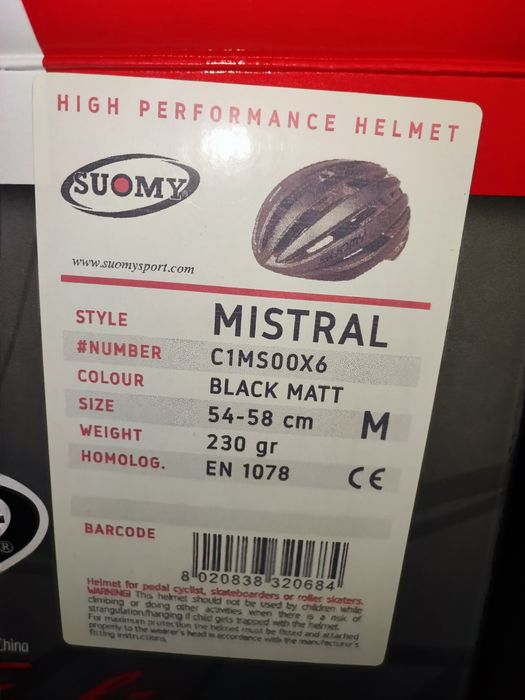 HIGH PERFORMANCE HELMET
SUOMY
SUOMY
www.suomysport.com
STYLE MISTRAL
#NUMBER C1MS00X6
COLOUR BLACK MATT
SIZE 54-58 cm M
WEIGHT 230 gr
HOMOLOG. EN 1078 CE
BARCODE
8 020838 320684
Helmet for pedal cyclist, skateboarders or roller skaters.
WARNING! This helmet should not be used by children while
climbing or doing other activities when there is a risk of
strangulation/hanging if child gets trapped with the helmet.
For maximum protection the helmet must be fitted and attached
properly to the wearer's head in accordance with the manufacturer's
fitting instructions.
China